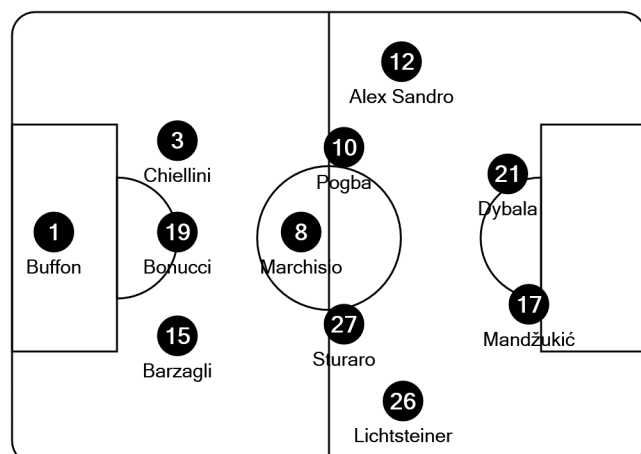 12
Alex Sandro
3
Chiellini
10
Pogba
21
Dybala
1
Buffon
19
Bonucci
8
Marchisio
17
Mandžukić
15
Barzagli
27
Sturaro
26
Lichtsteiner